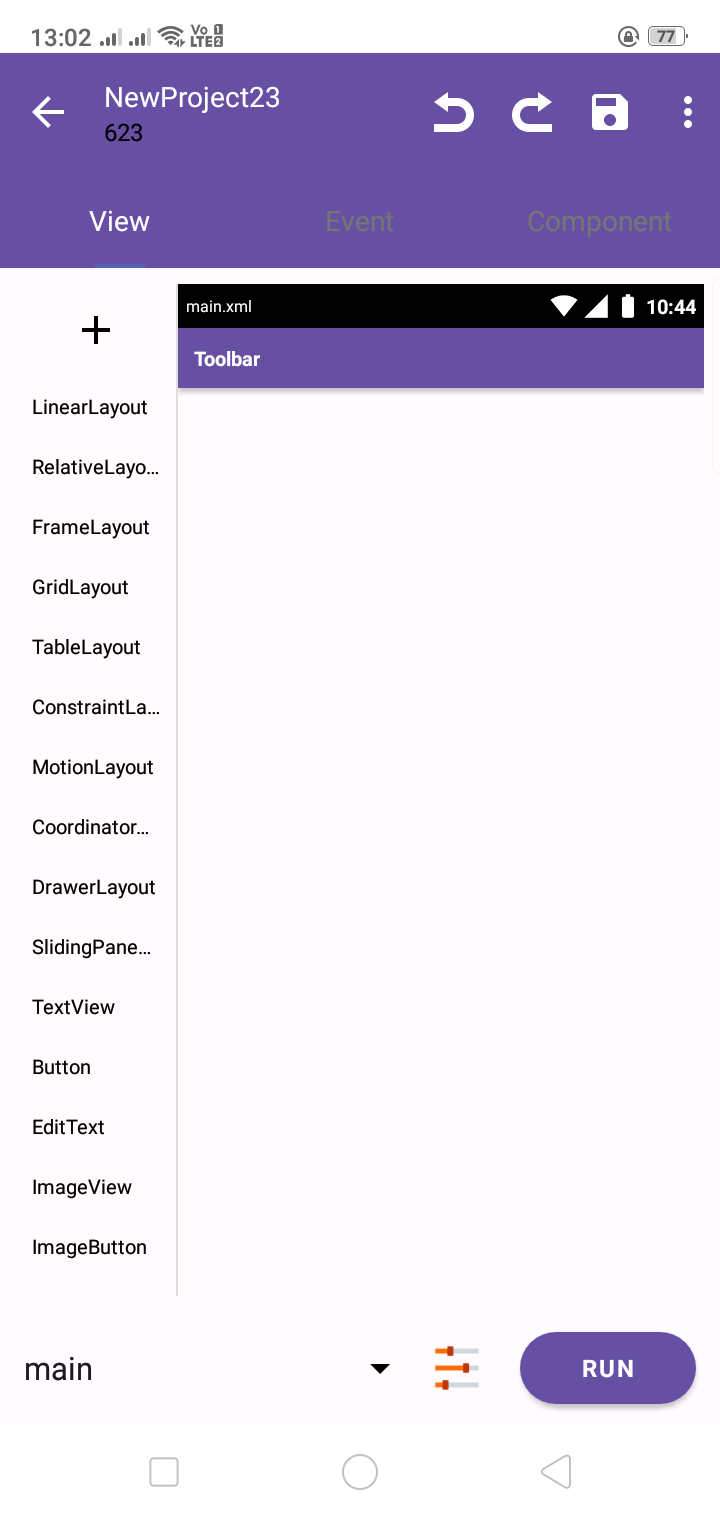 13:02 Vo 1 LTE 2 77
NewProject23
623
View Event Component
main.xml 10:44
Toolbar
LinearLayout
RelativeLayo...
FrameLayout
GridLayout
TableLayout
ConstraintLa...
MotionLayout
Coordinator...
DrawerLayout
SlidingPane...
TextView
Button
EditText
ImageView
ImageButton
main RUN